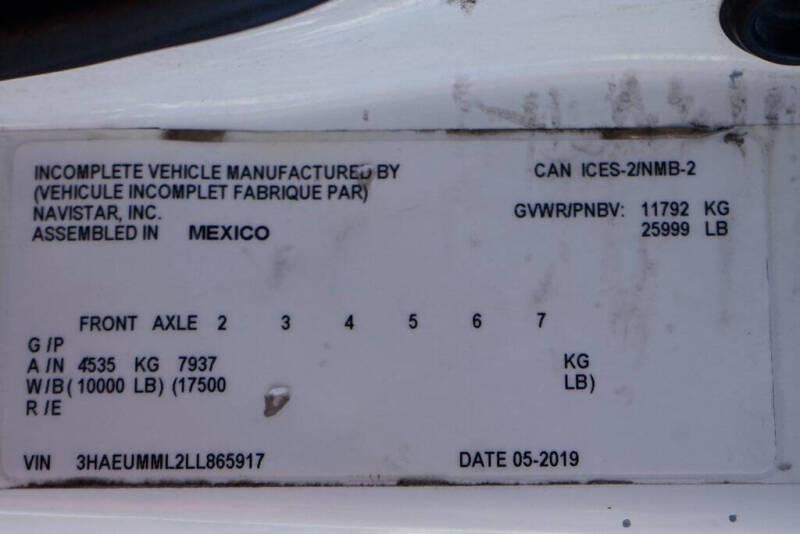 INCOMPLETE VEHICLE MANUFACTURED BY
(VEHICULE INCOMPLET FABRIQUE PAR)
NAVISTAR, INC.
ASSEMBLED IN MEXICO
CAN ICES-2/NMB-2
GVWR/PNBV: 11792 KG
25999 LB
FRONT AXLE 2 3 4 5 6 7
G /P
A /N 4535 KG 7937 KG
W/B ( 10000 LB) (17500 LB)
R /E
VIN 3HAEUMML2LL865917 DATE 05-2019